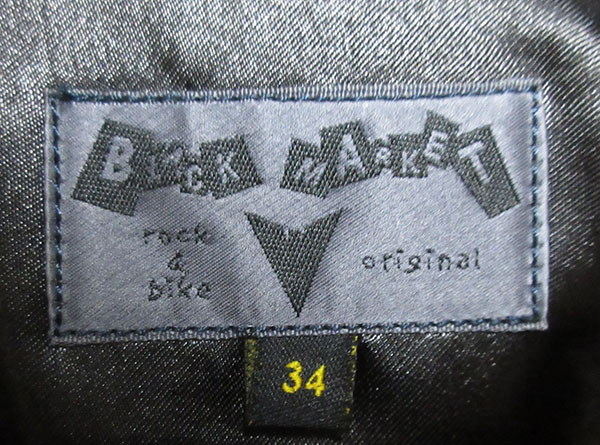 BLACK MARKET
rock
&
bike
original
34